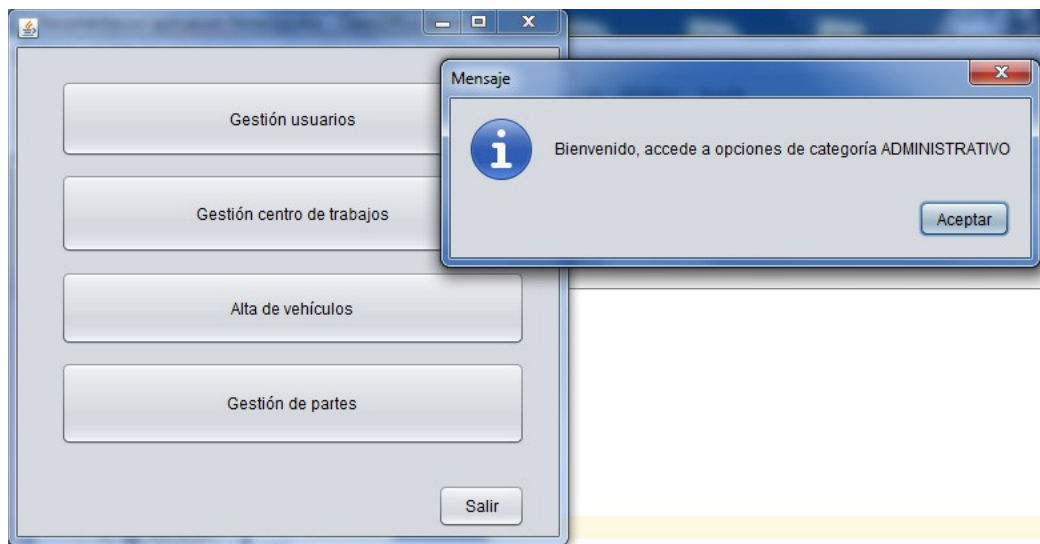 Mensaje
Gestión usuarios
Bienvenido, accede a opciones de categoría ADMINISTRATIVO
Gestión centro de trabajos
Aceptar
Alta de vehículos
Gestión de partes
Salir